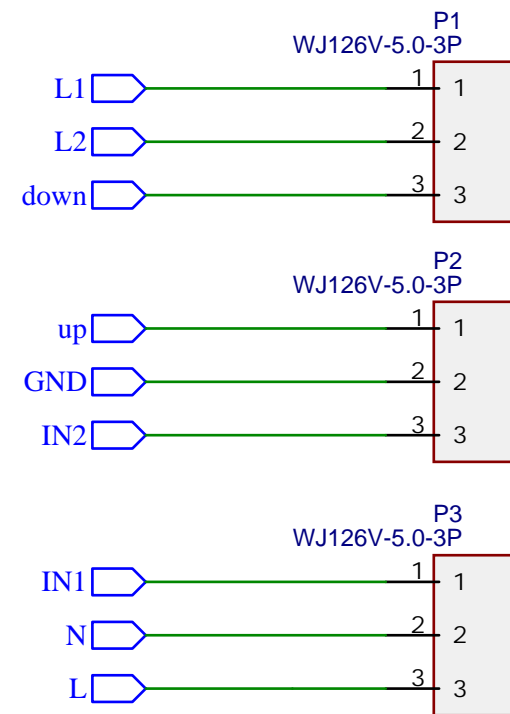 P1
WJ126V-5.0-3P
L1 1 1
L2 2 2
down 3 3
P2
WJ126V-5.0-3P
up 1 1
GND 2 2
IN2 3 3
P3
WJ126V-5.0-3P
IN1 1 1
N 2 2
L 3 3